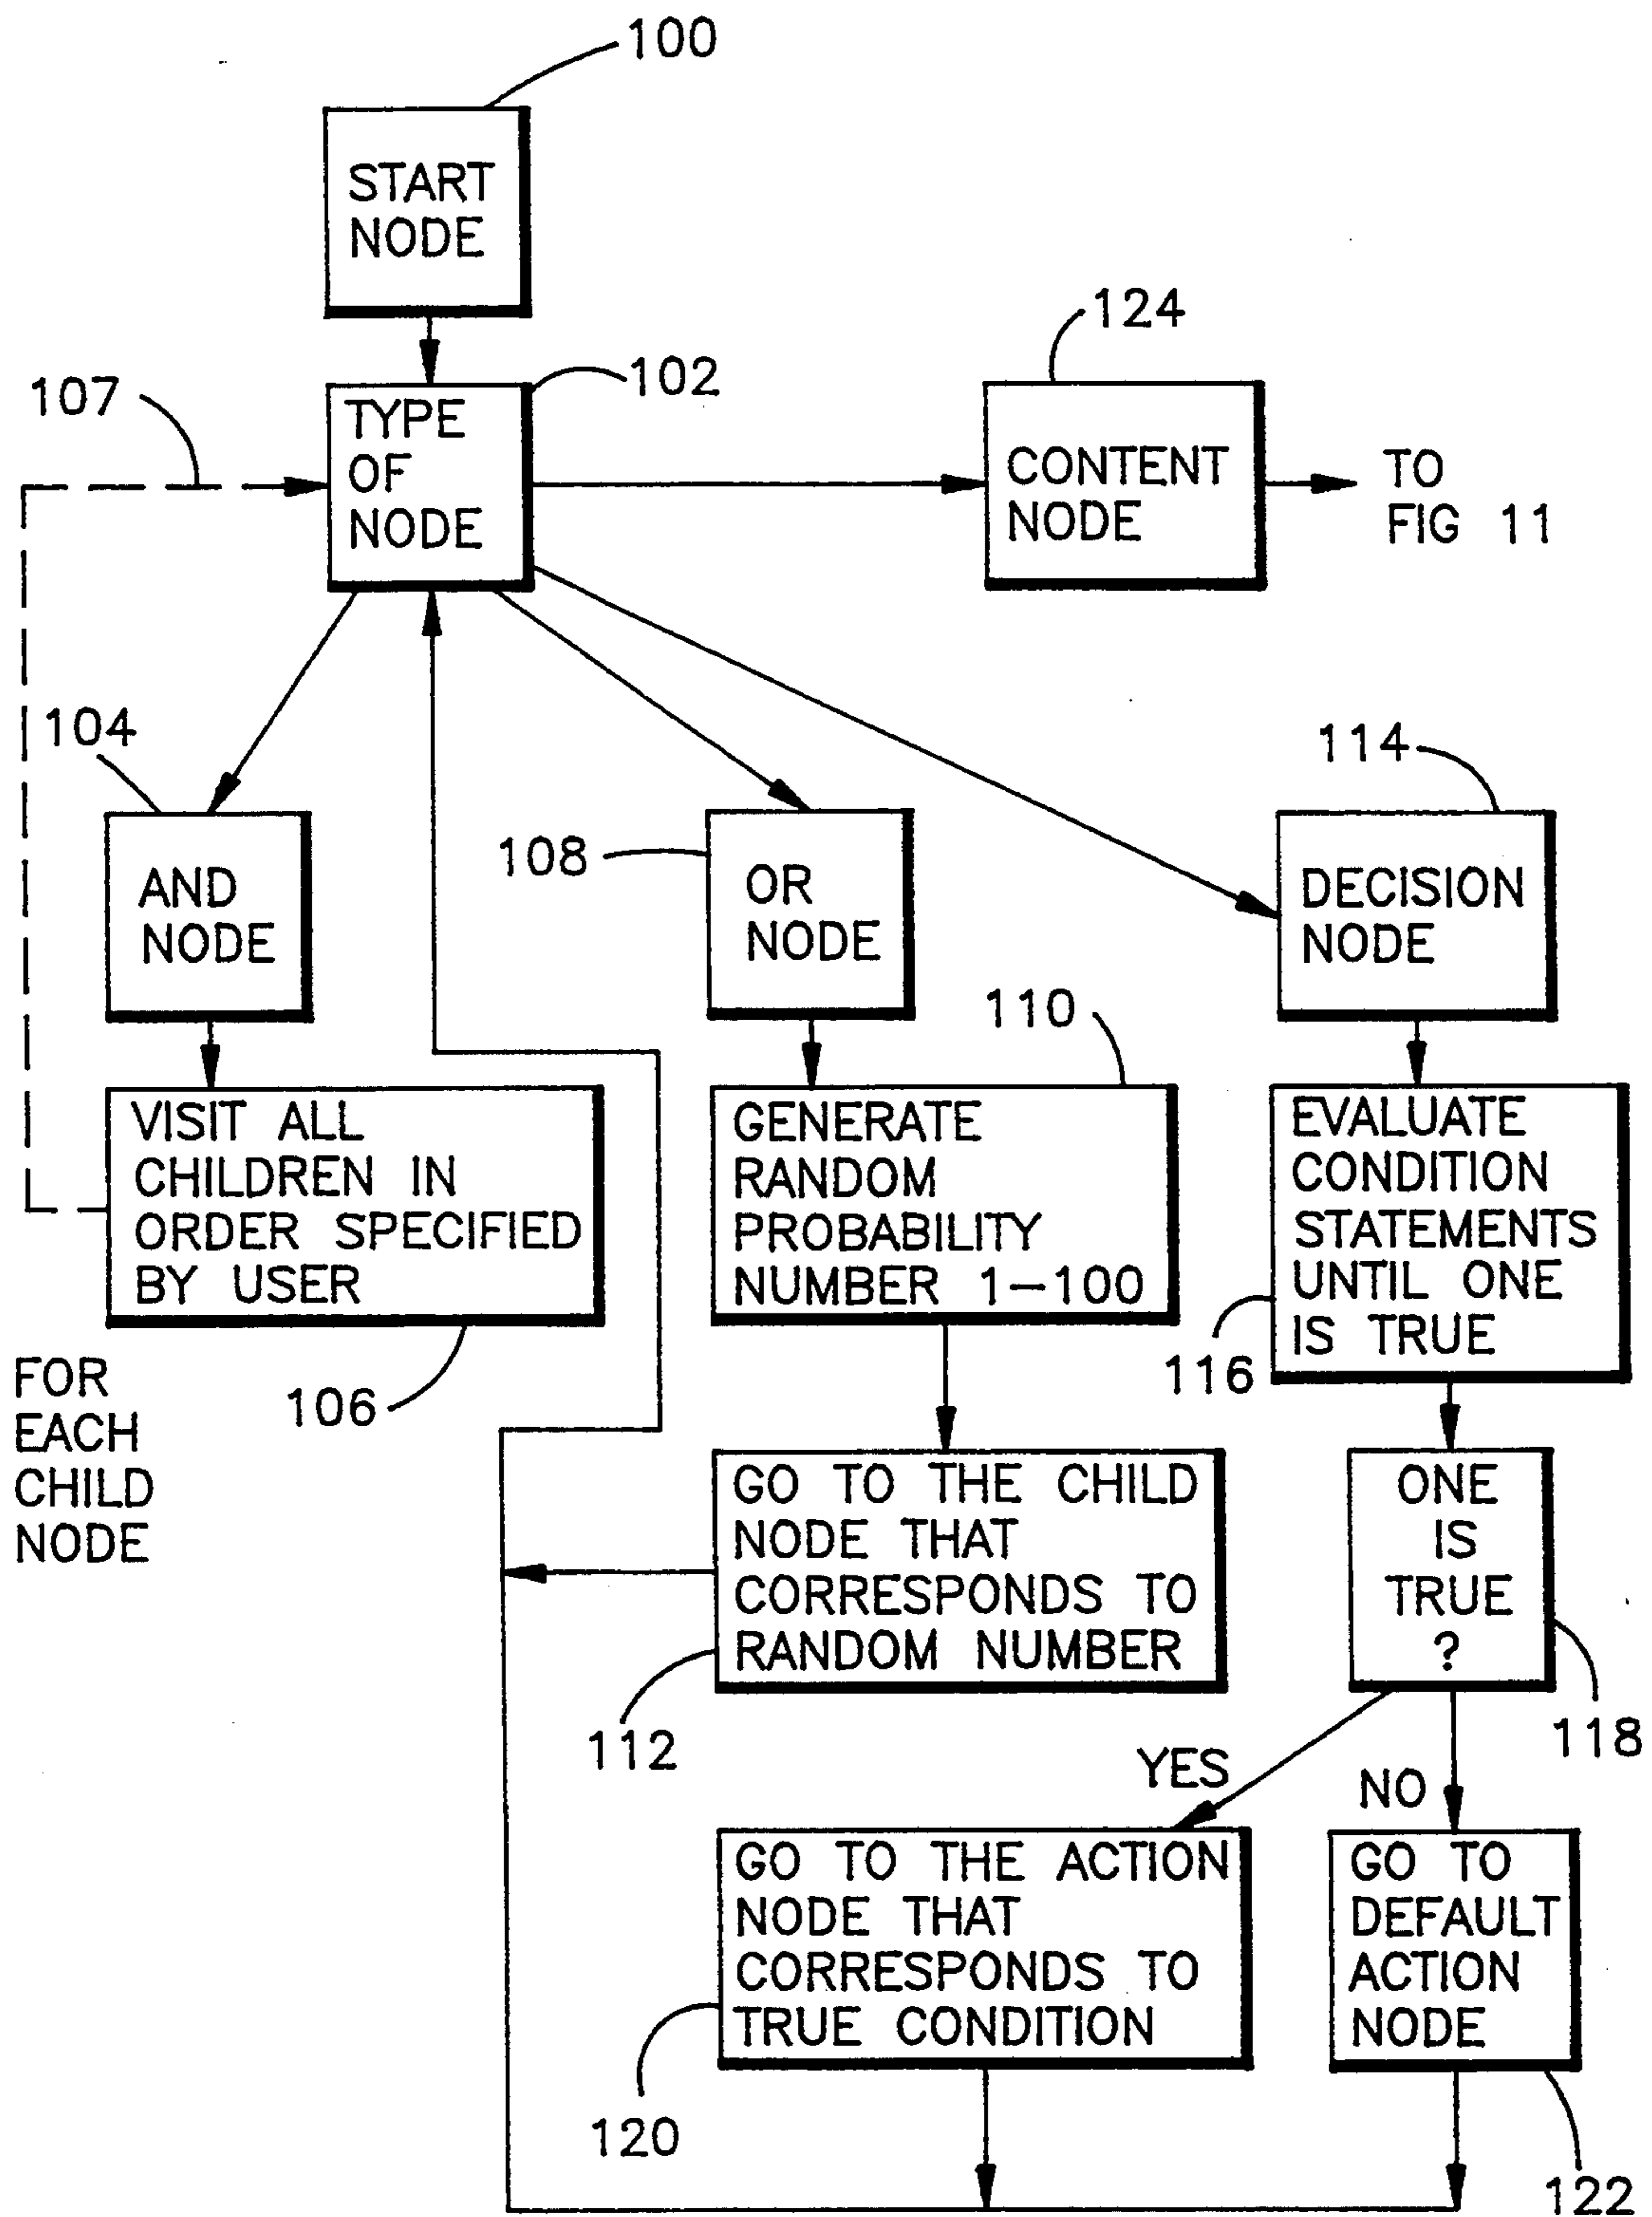 100
START
NODE
124
107
102
TYPE
OF
NODE
CONTENT
NODE
TO
FIG 11
104
114
108
AND
NODE
OR
NODE
DECISION
NODE
110
VISIT ALL
CHILDREN IN
ORDER SPECIFIED
BY USER
GENERATE
RANDOM
PROBABILITY
NUMBER 1-100
EVALUATE
CONDITION
STATEMENTS
UNTIL ONE
IS TRUE
116
106
FOR
EACH
CHILD
NODE
GO TO THE CHILD
NODE THAT
CORRESPONDS TO
RANDOM NUMBER
ONE
IS
TRUE
?
112
118
YES
NO
GO TO THE ACTION
NODE THAT
CORRESPONDS TO
TRUE CONDITION
GO TO
DEFAULT
ACTION
NODE
120
122